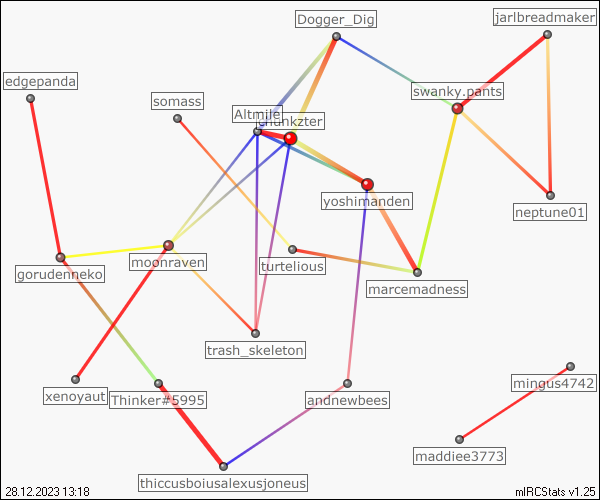 Dogger_Dig
jarlbreadmaker
edgepanda
swanky.pants
somass
Altmile
chunkzter
yoshimanden
neptune01
moonraven
turtelious
gorudenneko
marcemadness
trash_skeleton
mingus4742
xenoyaut
Thinker#5995
andnewbees
maddiee3773
thiccusboiusalexusjoneus
28.12.2023 13:18
mIRCStats v1.25